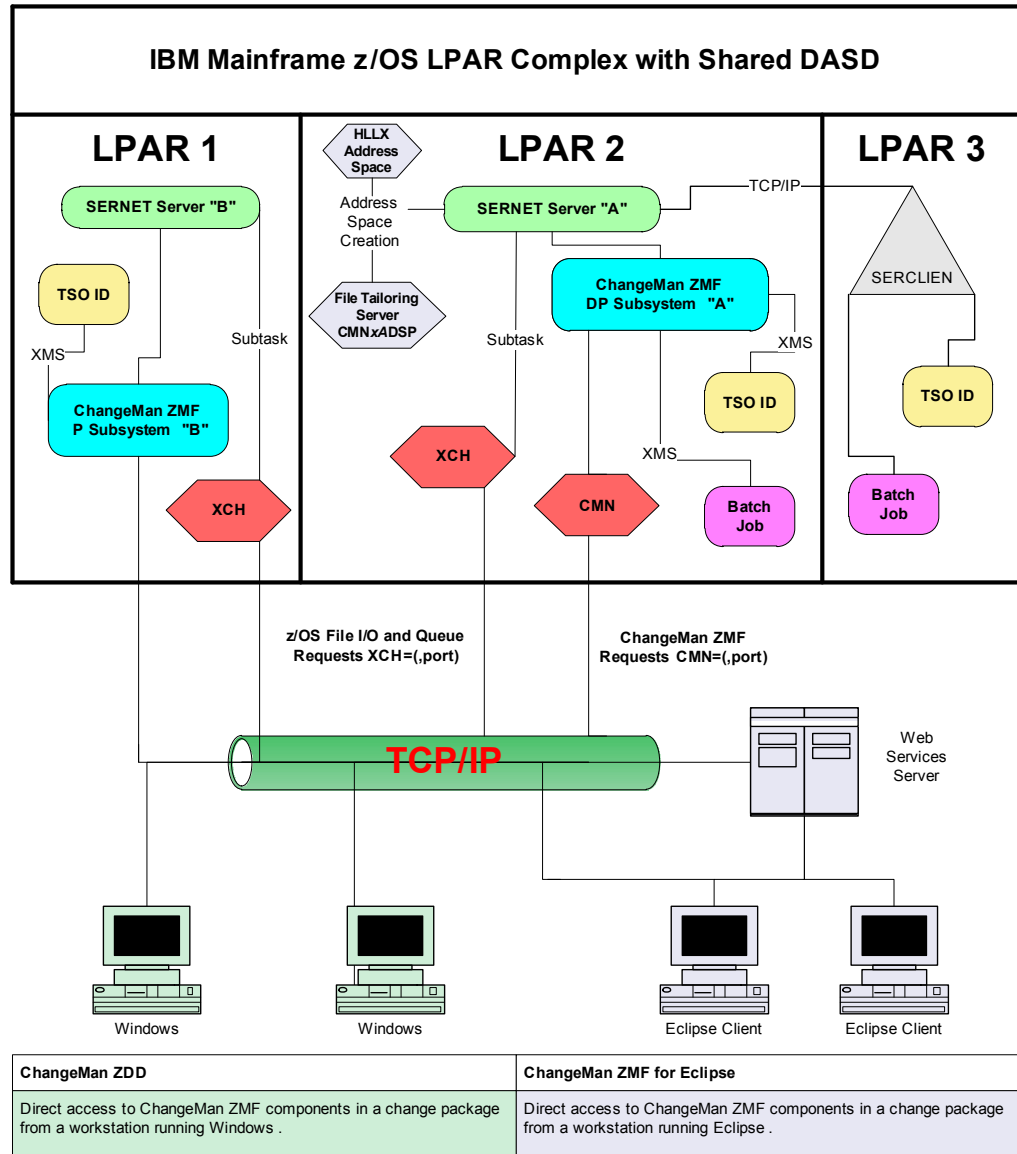 IBM Mainframe z/OS LPAR Complex with Shared DASD
LPAR 1
SERNET Server "B"
TSO ID
XMS
Subtask
ChangeMan ZMF
P Subsystem "B"
XCH
LPAR 2
HLLX
Address
Space
Address
Space
Creation
File Tailoring
Server
CMNxADSP
SERNET Server "A"
TCP/IP
ChangeMan ZMF
DP Subsystem "A"
Subtask
XMS
TSO ID
XCH
XMS
CMN
Batch
Job
LPAR 3
SERCLIEN
TSO ID
Batch
Job
z/OS File I/O and Queue
Requests XCH=(,port)
ChangeMan ZMF
Requests CMN=(,port)
TCP/IP
Web
Services
Server
Windows
Windows
Eclipse Client
Eclipse Client
ChangeMan ZDD
Direct access to ChangeMan ZMF components in a change package
from a workstation running Windows .
ChangeMan ZMF for Eclipse
Direct access to ChangeMan ZMF components in a change package
from a workstation running Eclipse .